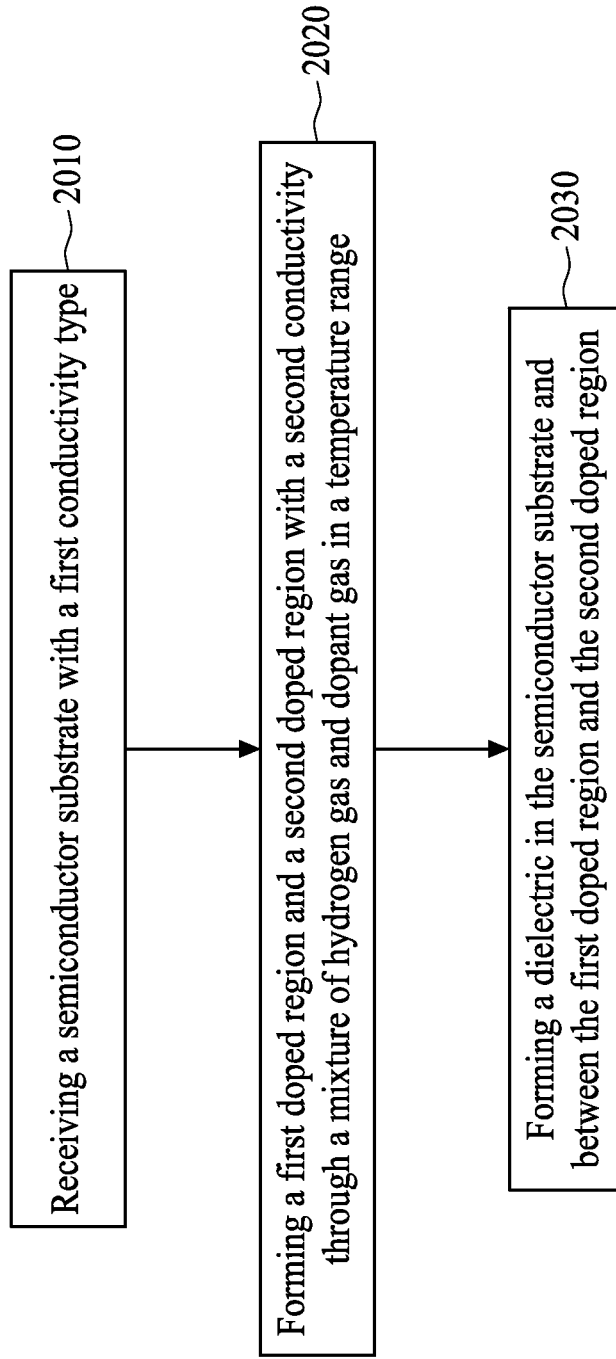 Receiving a semiconductor substrate with a first conductivity type
2010
Forming a first doped region and a second doped region with a second conductivity
through a mixture of hydrogen gas and dopant gas in a temperature range
2020
Forming a dielectric in the semiconductor substrate and
between the first doped region and the second doped region
2030